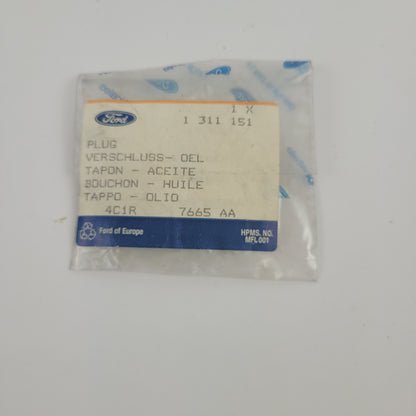 1 X
Ford
1 311 151
PLUG
VERSCHLUSS- OEL
TAPON - ACEITE
BOUCHON - HUILE
TAPPO - OLIO
4C1R 7665 AA
Ford of Europe
HPMS. NO.
MFL001